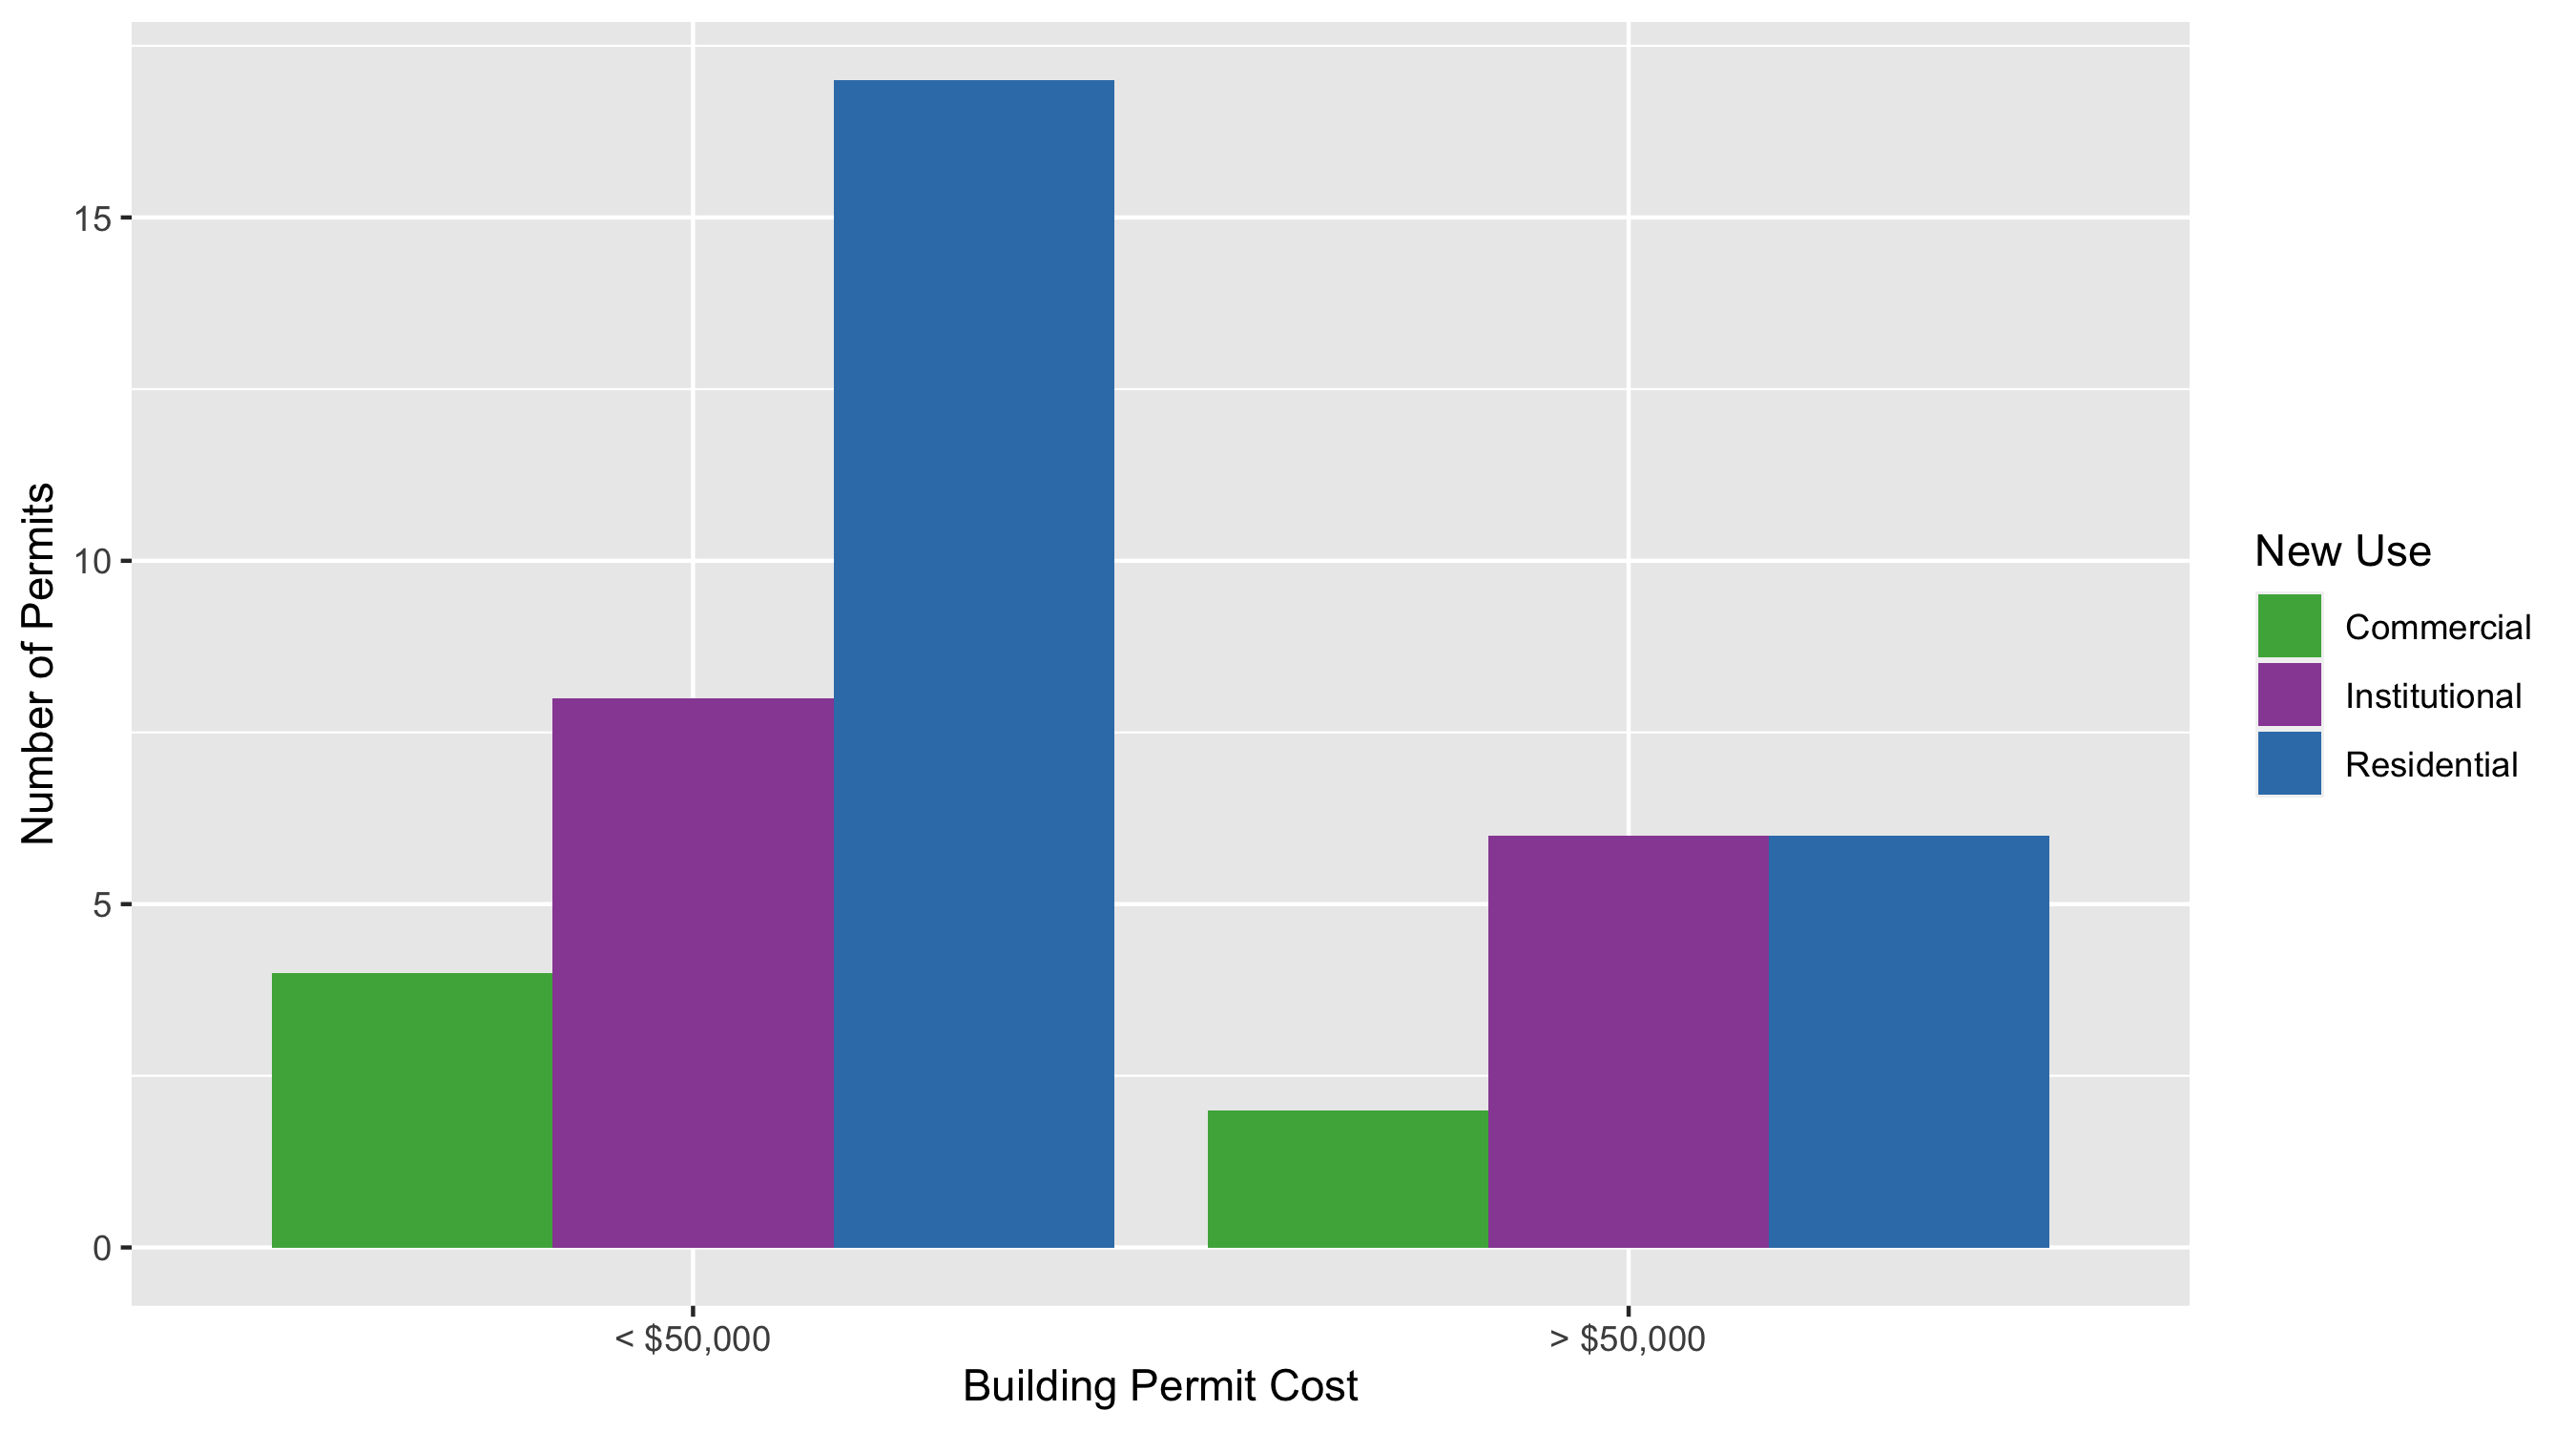 Number of Permits
15
10
5
0
< $50,000
> $50,000
Building Permit Cost
New Use
Commercial
Institutional
Residential